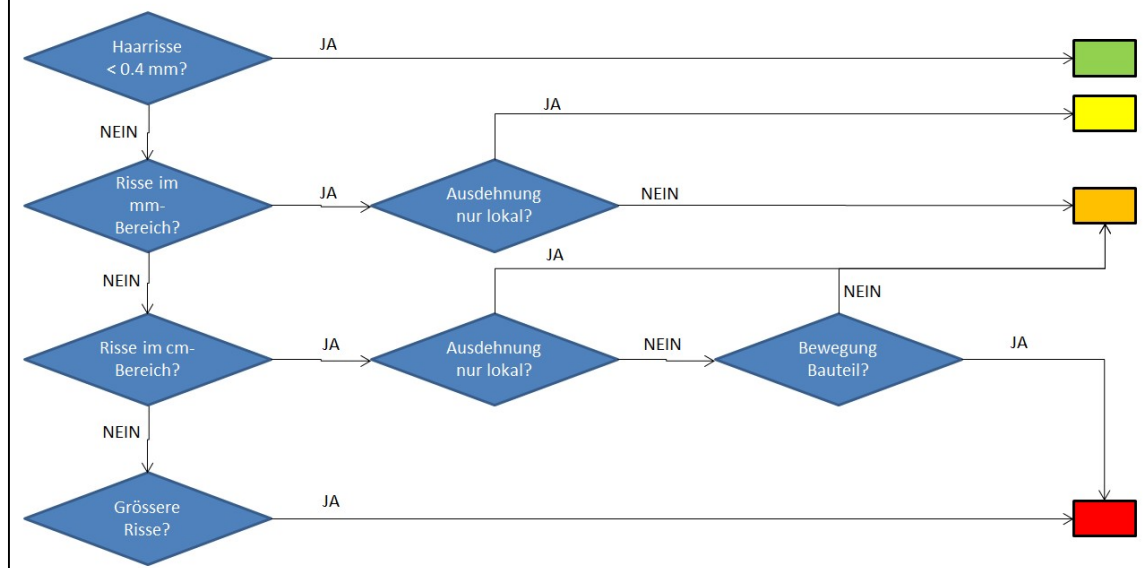 Haarrisse
< 0.4 mm?
JA
NEIN
JA
Risse im
mm-
Bereich?
JA
Ausdehnung
nur lokal?
NEIN
NEIN
JA
NEIN
Risse im cm-
Bereich?
JA
Ausdehnung
nur lokal?
NEIN
Bewegung
Bauteil?
JA
NEIN
Grössere
Risse?
JA